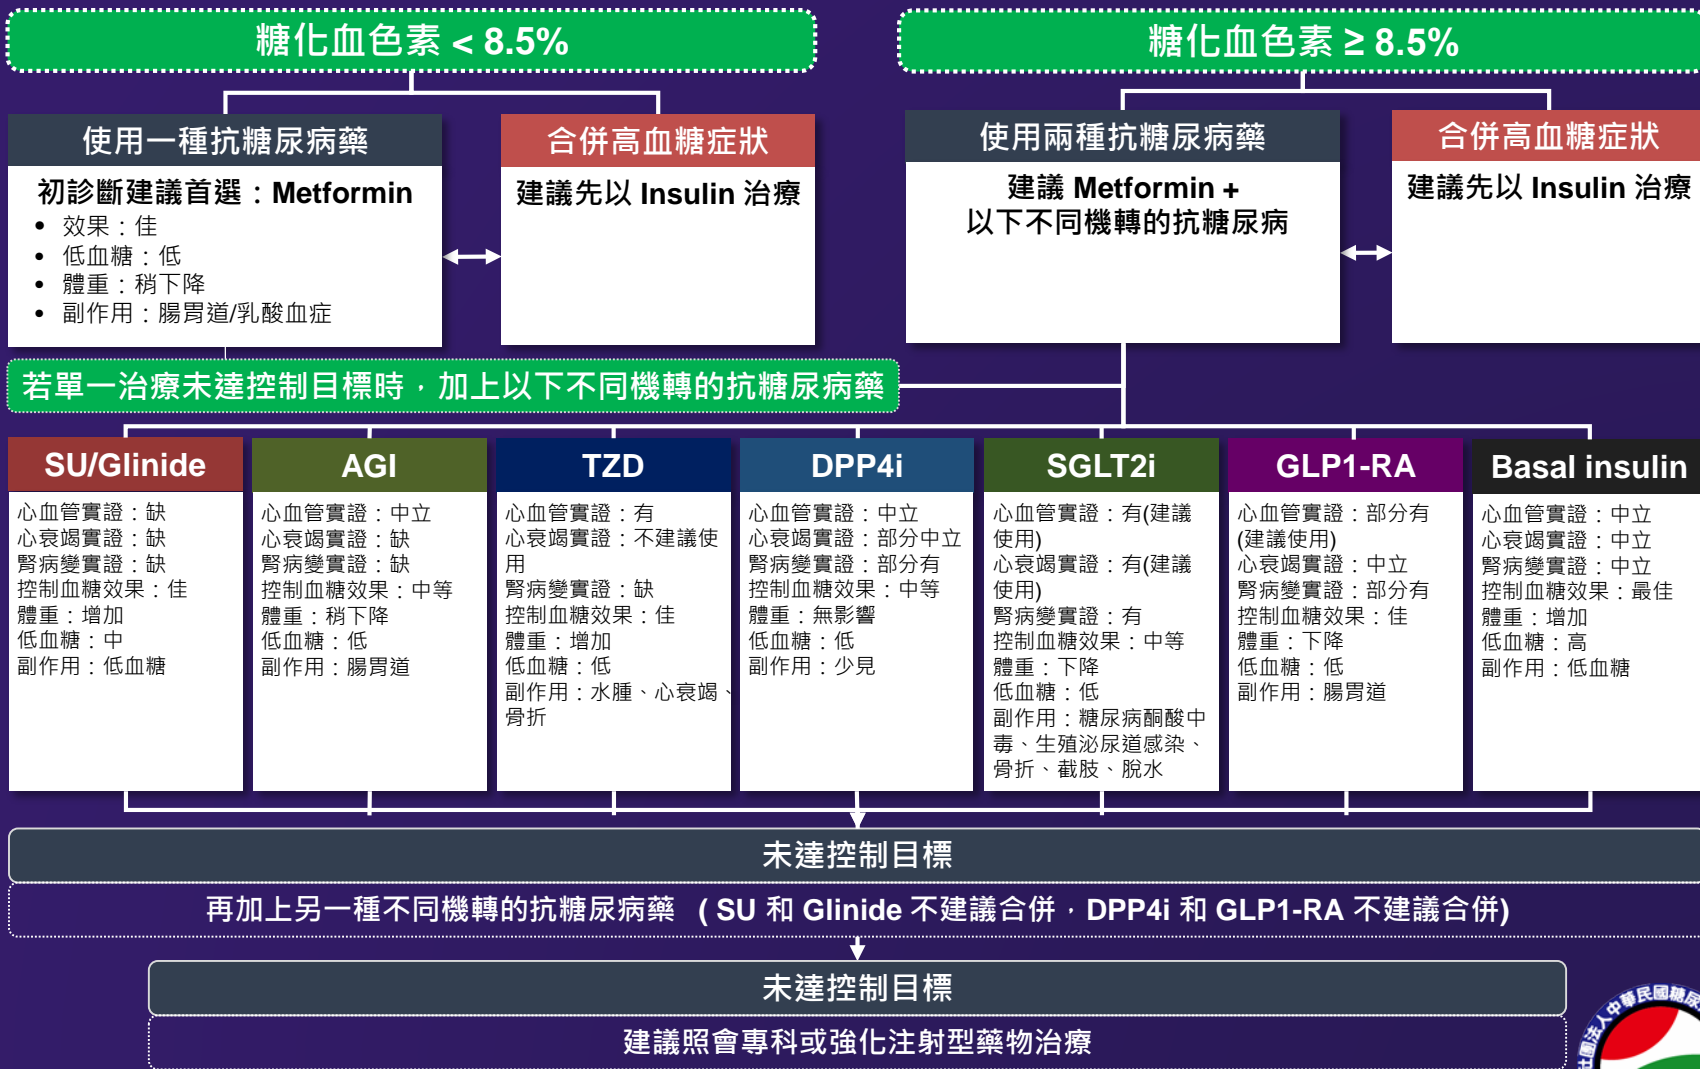 糖化血色素 < 8.5%
糖化血色素 ≥ 8.5%
使用一種抗糖尿病藥
初診斷建議首選：Metformin
• 效果：佳
• 低血糖：低
• 體重：稍下降
• 副作用：腸胃道/乳酸血症
合併高血糖症狀
建議先以 Insulin 治療
使用兩種抗糖尿病藥
建議 Metformin +
以下不同機轉的抗糖尿病
合併高血糖症狀
建議先以 Insulin 治療
若單一治療未達控制目標時，加上以下不同機轉的抗糖尿病藥
SU/Glinide
心血管實證：缺
心衰竭實證：缺
腎病變實證：缺
控制血糖效果：佳
體重：增加
低血糖：中
副作用：低血糖
AGI
心血管實證：中立
心衰竭實證：缺
腎病變實證：缺
控制血糖效果：中等
體重：稍下降
低血糖：低
副作用：腸胃道
TZD
心血管實證：有
心衰竭實證：不建議使
用
腎病變實證：缺
控制血糖效果：佳
體重：增加
低血糖：低
副作用：水腫、心衰竭、
骨折
DPP4i
心血管實證：中立
心衰竭實證：部分中立
腎病變實證：部分有
控制血糖效果：中等
體重：無影響
低血糖：低
副作用：少見
SGLT2i
心血管實證：有(建議
使用)
心衰竭實證：有(建議
使用)
腎病變實證：有
控制血糖效果：中等
體重：下降
低血糖：低
副作用：糖尿病酮酸中
毒、生殖泌尿道感染、
骨折、截肢、脫水
GLP1-RA
心血管實證：部分有
(建議使用)
心衰竭實證：中立
腎病變實證：部分有
控制血糖效果：佳
體重：下降
低血糖：低
副作用：腸胃道
Basal insulin
心血管實證：中立
心衰竭實證：中立
腎病變實證：中立
控制血糖效果：最佳
體重：增加
低血糖：高
副作用：低血糖
未達控制目標
再加上另一種不同機轉的抗糖尿病藥 ( SU 和 Glinide 不建議合併，DPP4i 和 GLP1-RA 不建議合併)
未達控制目標
建議照會專科或強化注射型藥物治療
社團法人中華民國糖尿